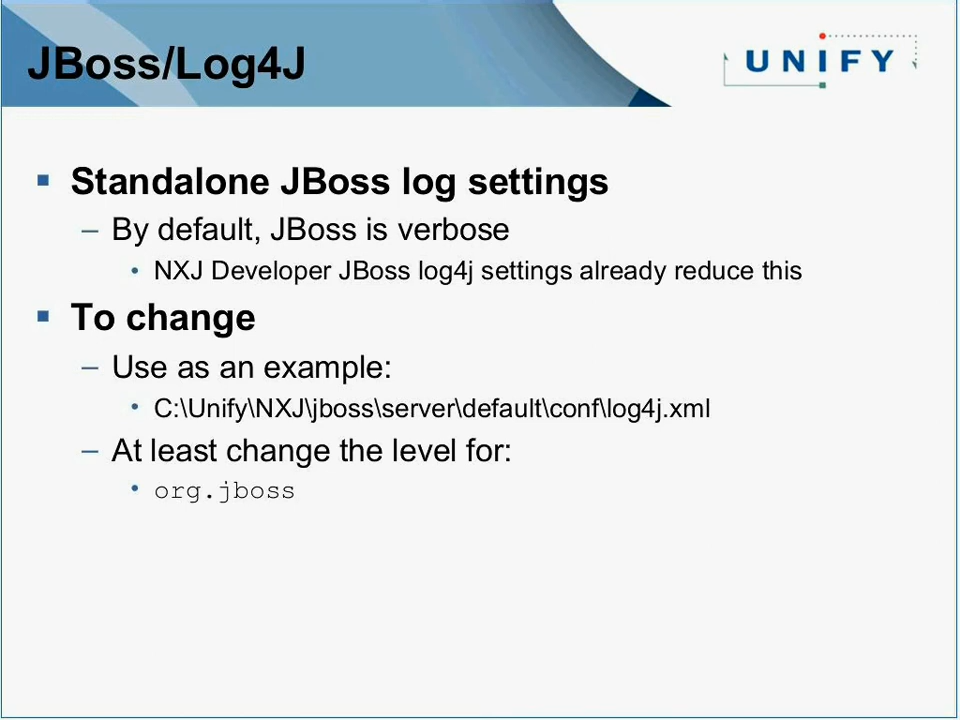 JBoss/Log4J
UNIFY
▪ Standalone JBoss log settings
– By default, JBoss is verbose
• NXJ Developer JBoss log4j settings already reduce this
▪ To change
– Use as an example:
• C:\Unify\NXJ\jboss\server\default\conf\log4j.xml
– At least change the level for:
• org.jboss